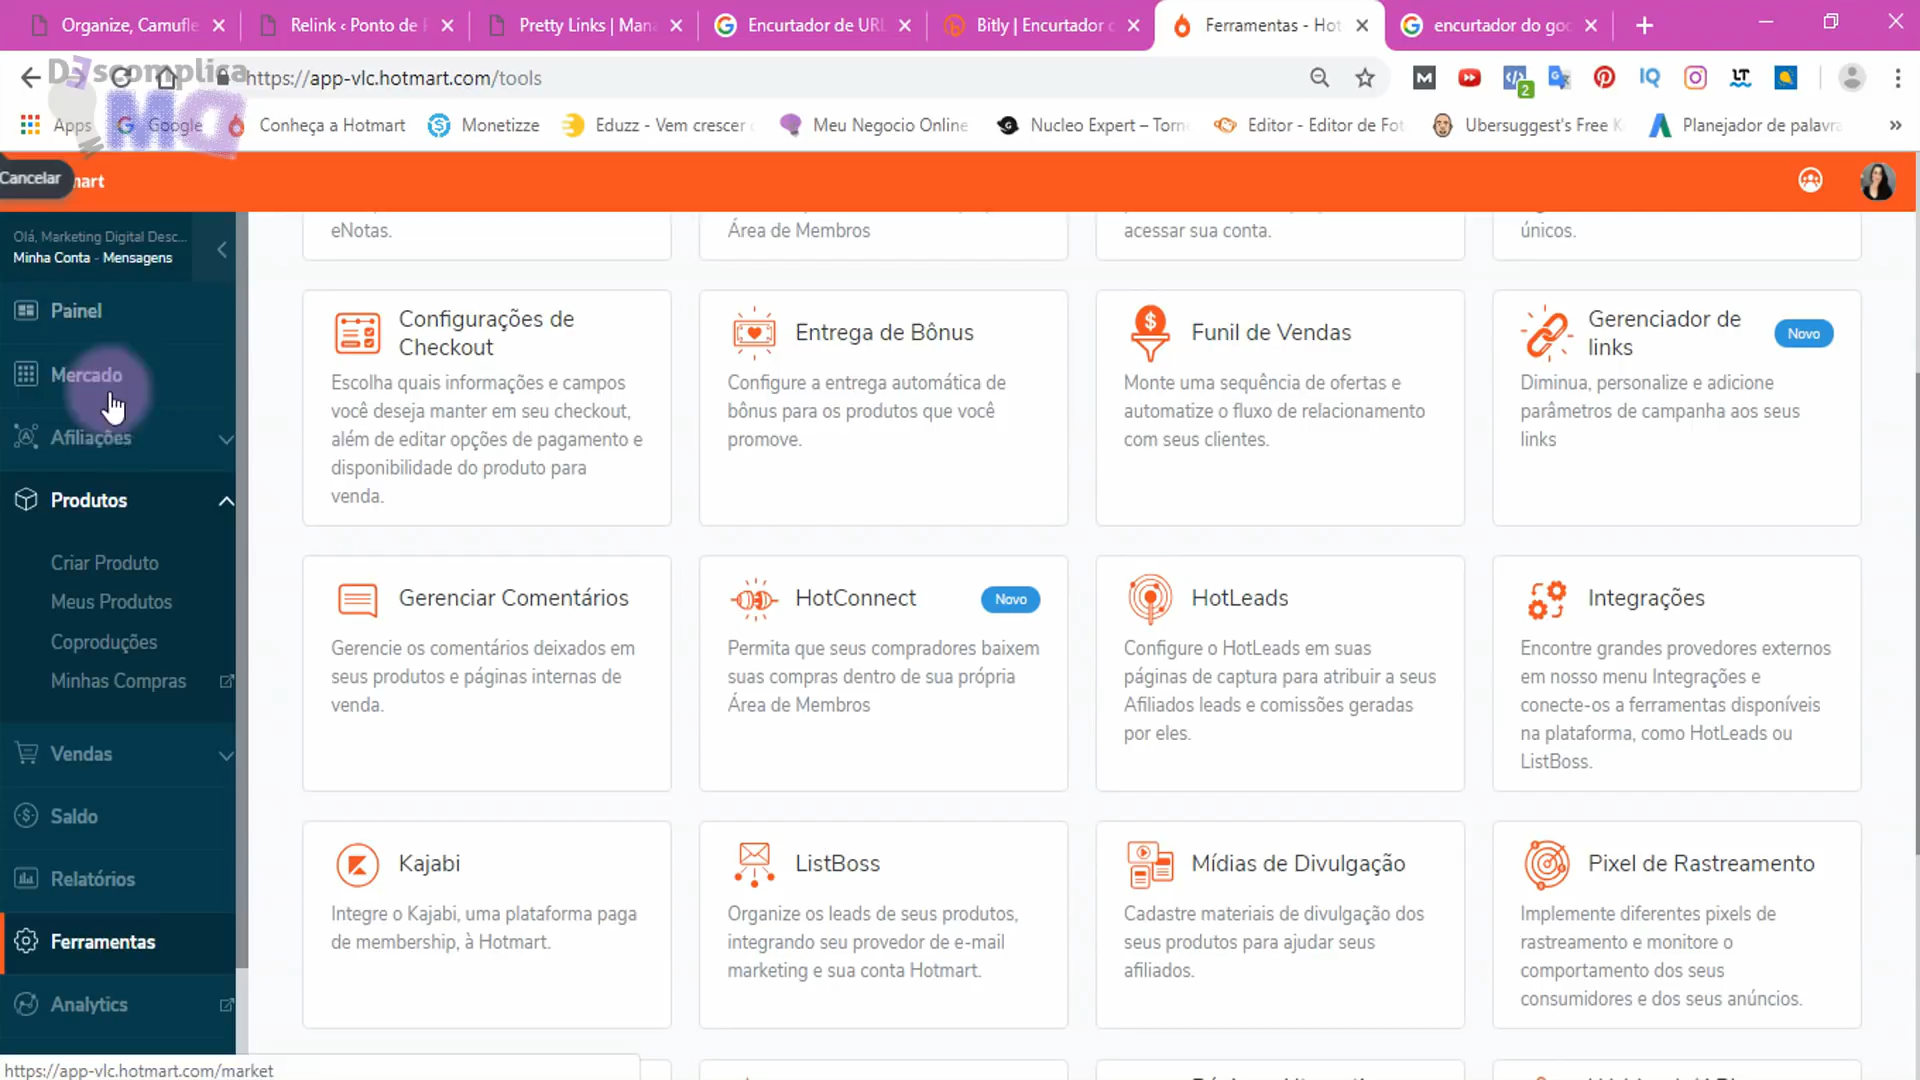 Organize, Camufle
Relink ‹ Ponto de
Pretty Links | Mana
Encurtador de URL
Bitly | Encurtador
Ferramentas - Hot
encurtador do goo
https://app-vlc.hotmart.com/tools
2
D3scomplica
MD
Apps
Google
Conheça a Hotmart
Monetizze
Eduzz - Vem crescer
Meu Negocio Online
Nucleo Expert – Torne
Editor - Editor de Fot
Ubersuggest's Free K
Planejador de palavra
»
Cancelar
mart
Olá, Marketing Digital Desc...
Minha Conta - Mensagens
Painel
Mercado
Afiliações
Produtos
Criar Produto
Meus Produtos
Coproduções
Minhas Compras
Vendas
Saldo
Relatórios
Ferramentas
Analytics
eNotas.
Área de Membros
acessar sua conta.
únicos.
Configurações de
Checkout
Escolha quais informações e campos
você deseja manter em seu checkout,
além de editar opções de pagamento e
disponibilidade do produto para
venda.
Entrega de Bônus
Configure a entrega automática de
bônus para os produtos que você
promove.
Funil de Vendas
Monte uma sequência de ofertas e
automatize o fluxo de relacionamento
com seus clientes.
Gerenciador de
links
Novo
Diminua, personalize e adicione
parâmetros de campanha aos seus
links
Gerenciar Comentários
Gerencie os comentários deixados em
seus produtos e páginas internas de
venda.
HotConnect
Novo
Permita que seus compradores baixem
suas compras dentro de sua própria
Área de Membros
HotLeads
Configure o HotLeads em suas
páginas de captura para atribuir a seus
Afiliados leads e comissões geradas
por eles.
Integrações
Encontre grandes provedores externos
em nosso menu Integrações e
conecte-os a ferramentas disponíveis
na plataforma, como HotLeads ou
ListBoss.
Kajabi
Integre o Kajabi, uma plataforma paga
de membership, à Hotmart.
ListBoss
Organize os leads de seus produtos,
integrando seu provedor de e-mail
marketing e sua conta Hotmart.
Mídias de Divulgação
Cadastre materiais de divulgação dos
seus produtos para ajudar seus
afiliados.
Pixel de Rastreamento
Implemente diferentes pixels de
rastreamento e monitore o
comportamento dos seus
consumidores e dos seus anúncios.
https://app-vlc.hotmart.com/market